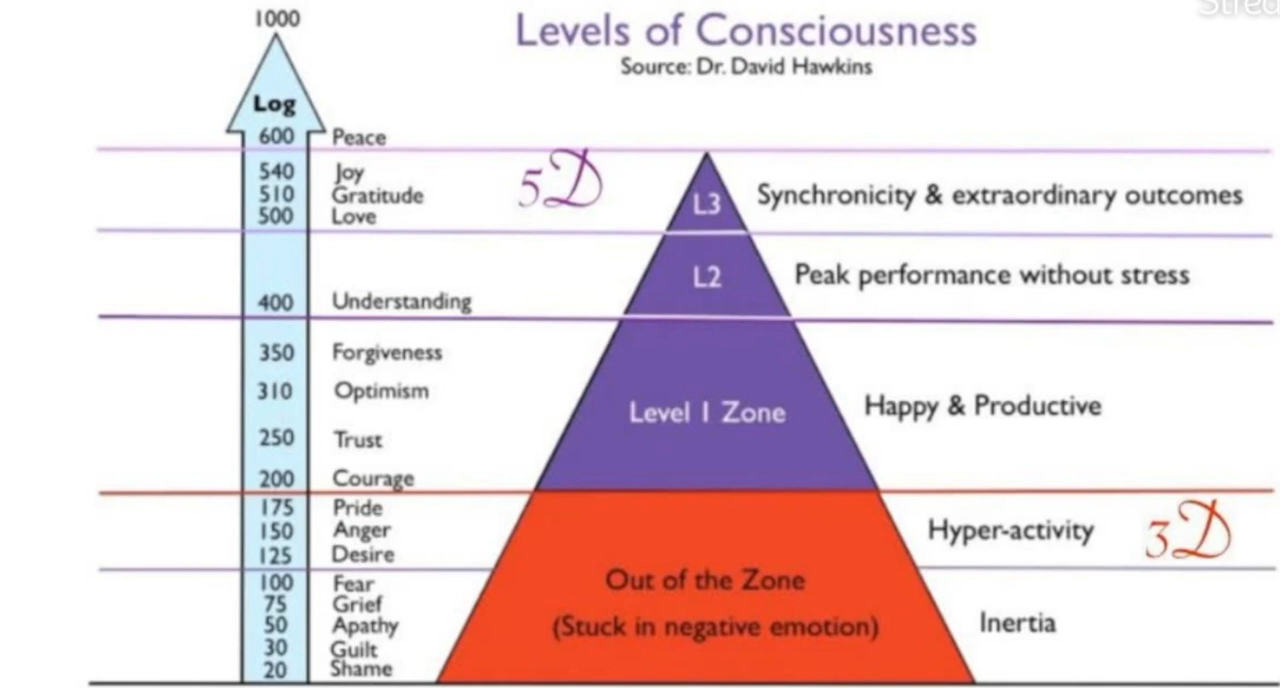 Levels of Consciousness
Source: Dr. David Hawkins
1000
Log
600 Peace
540 Joy
510 Gratitude
500 Love
400 Understanding
350 Forgiveness
310 Optimism
250 Trust
200 Courage
175 Pride
150 Anger
125 Desire
100 Fear
75 Grief
50 Apathy
30 Guilt
20 Shame
5D
L3 Synchronicity & extraordinary outcomes
L2 Peak performance without stress
Level 1 Zone Happy & Productive
Hyper-activity 3D
Out of the Zone
(Stuck in negative emotion)
Inertia